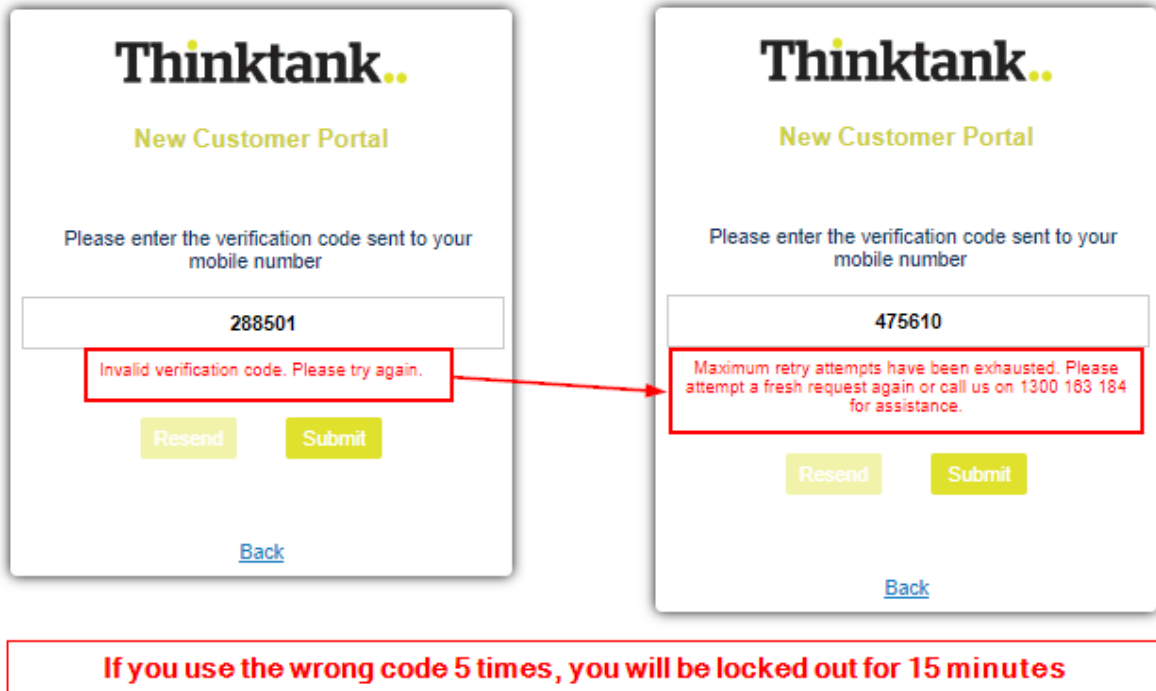 Thinktank..
New Customer Portal
Please enter the verification code sent to your
mobile number
288501
Invalid verification code. Please try again.
Resend
Submit
Back
Thinktank..
New Customer Portal
Please enter the verification code sent to your
mobile number
475610
Maximum retry attempts have been exhausted. Please
attempt a fresh request again or call us on 1300 163 184
for assistance.
Resend
Submit
Back
If you use the wrong code 5 times, you will be locked out for 15 minutes